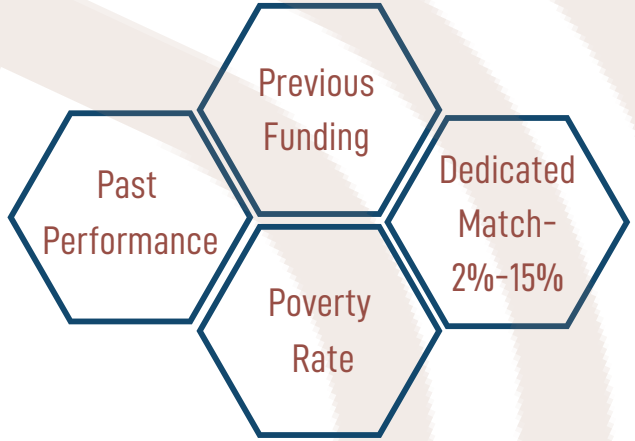 Previous
Funding
Past
Performance
Dedicated
Match-
2%-15%
Poverty
Rate